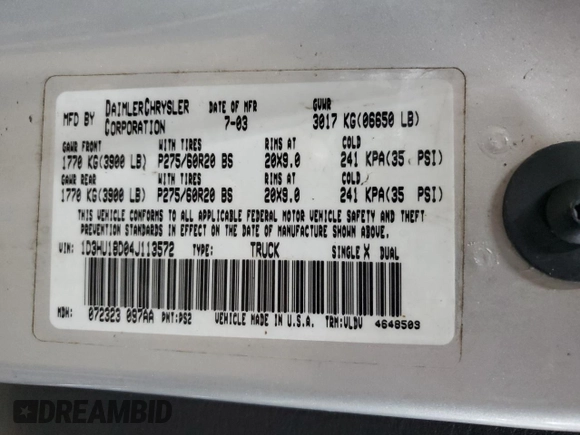 MFD BY DAIMLERCHRYSLER CORPORATION DATE OF MFR 7-03 GVWR 3017 KG(06650 LB)
GAWR FRONT WITH TIRES RIMS AT COLD
1770 KG(3900 LB) P275/60R20 BS 20X9.0 241 KPA(35 PSI)
GAWR REAR WITH TIRES RIMS AT COLD
1770 KG(3900 LB) P275/60R20 BS 20X9.0 241 KPA(35 PSI)
THIS VEHICLE CONFORMS TO ALL APPLICABLE FEDERAL MOTOR VEHICLE SAFETY AND
THEFT PREVENTION STANDARDS IN EFFECT ON THE DATE OF MANUFACTURE SHOWN ABOVE.
VIN: 1D3HU18D04J113572 TYPE: TRUCK SINGLE X DUAL
MDH: 072323 097AA PNT:PS2 VEHICLE MADE IN U.S.A. TRM:VLDV 4648503
DREAMBID